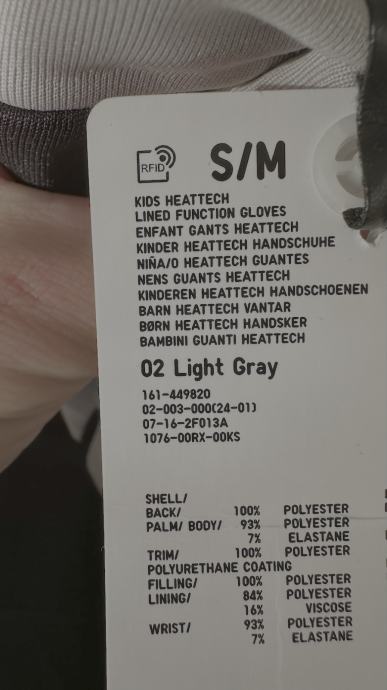 RFID
S/M
KIDS HEATTECH
LINED FUNCTION GLOVES
ENFANT GANTS HEATTECH
KINDER HEATTECH HANDSCHUHE
NIÑA/O HEATTECH GUANTES
NENS GUANTS HEATTECH
KINDEREN HEATTECH HANDSCHOENEN
BARN HEATTECH VANTAR
BØRN HEATTECH HANDSKER
BAMBINI GUANTI HEATTECH
02 Light Gray
161-449820
02-003-000(24-01)
07-16-2F013A
1076-00RX-00KS
SHELL/
BACK/ 100% POLYESTER
PALM/ BODY/ 93% POLYESTER
7% ELASTANE
TRIM/ 100% POLYESTER
POLYURETHANE COATING
FILLING/ 100% POLYESTER
LINING/ 84% POLYESTER
16% VISCOSE
WRIST/ 93% POLYESTER
7% ELASTANE